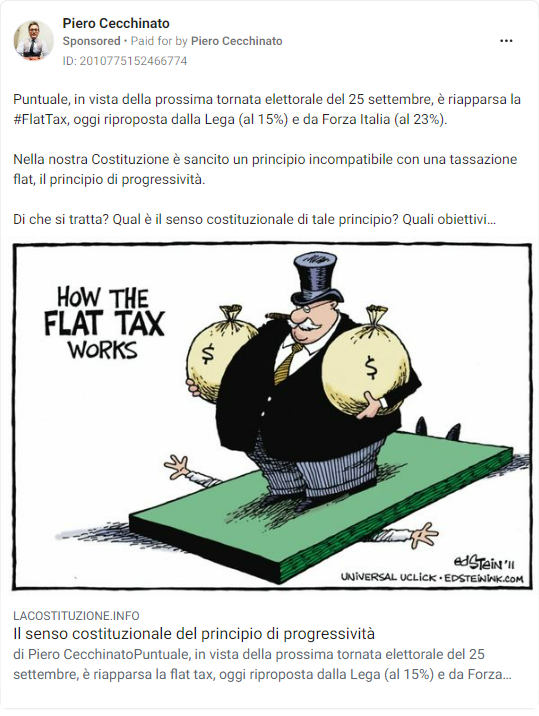 Piero Cecchinato
Sponsored • Paid for by Piero Cecchinato
ID: 2010775152466774
Puntuale, in vista della prossima tornata elettorale del 25 settembre, è riapparsa la
#FlatTax, oggi riproposta dalla Lega (al 15%) e da Forza Italia (al 23%).
Nella nostra Costituzione è sancito un principio incompatibile con una tassazione
flat, il principio di progressività.
Di che si tratta? Qual è il senso costituzionale di tale principio? Quali obiettivi...
HOW THE
FLAT TAX
WORKS
$
$
edSTEIN'11
UNIVERSAL UCLICK • EDSTEININK.COM
LACOSTITUZIONE.INFO
Il senso costituzionale del principio di progressività
di Piero CecchinatoPuntuale, in vista della prossima tornata elettorale del 25
settembre, è riapparsa la flat tax, oggi riproposta dalla Lega (al 15%) e da Forza...